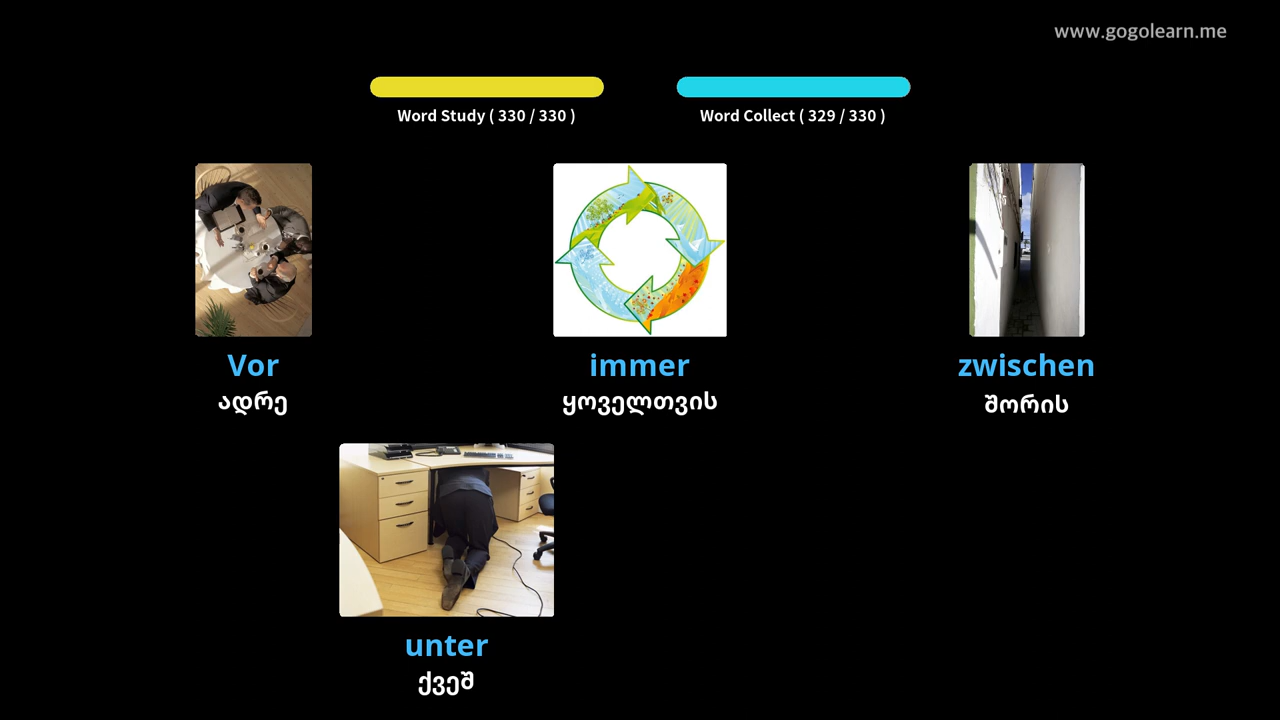 www.gogolearn.me
Word Study ( 330 / 330 )
Word Collect ( 329 / 330 )
Vor
ადრე
immer
ყოველთვის
zwischen
შორის
unter
ქვეშ